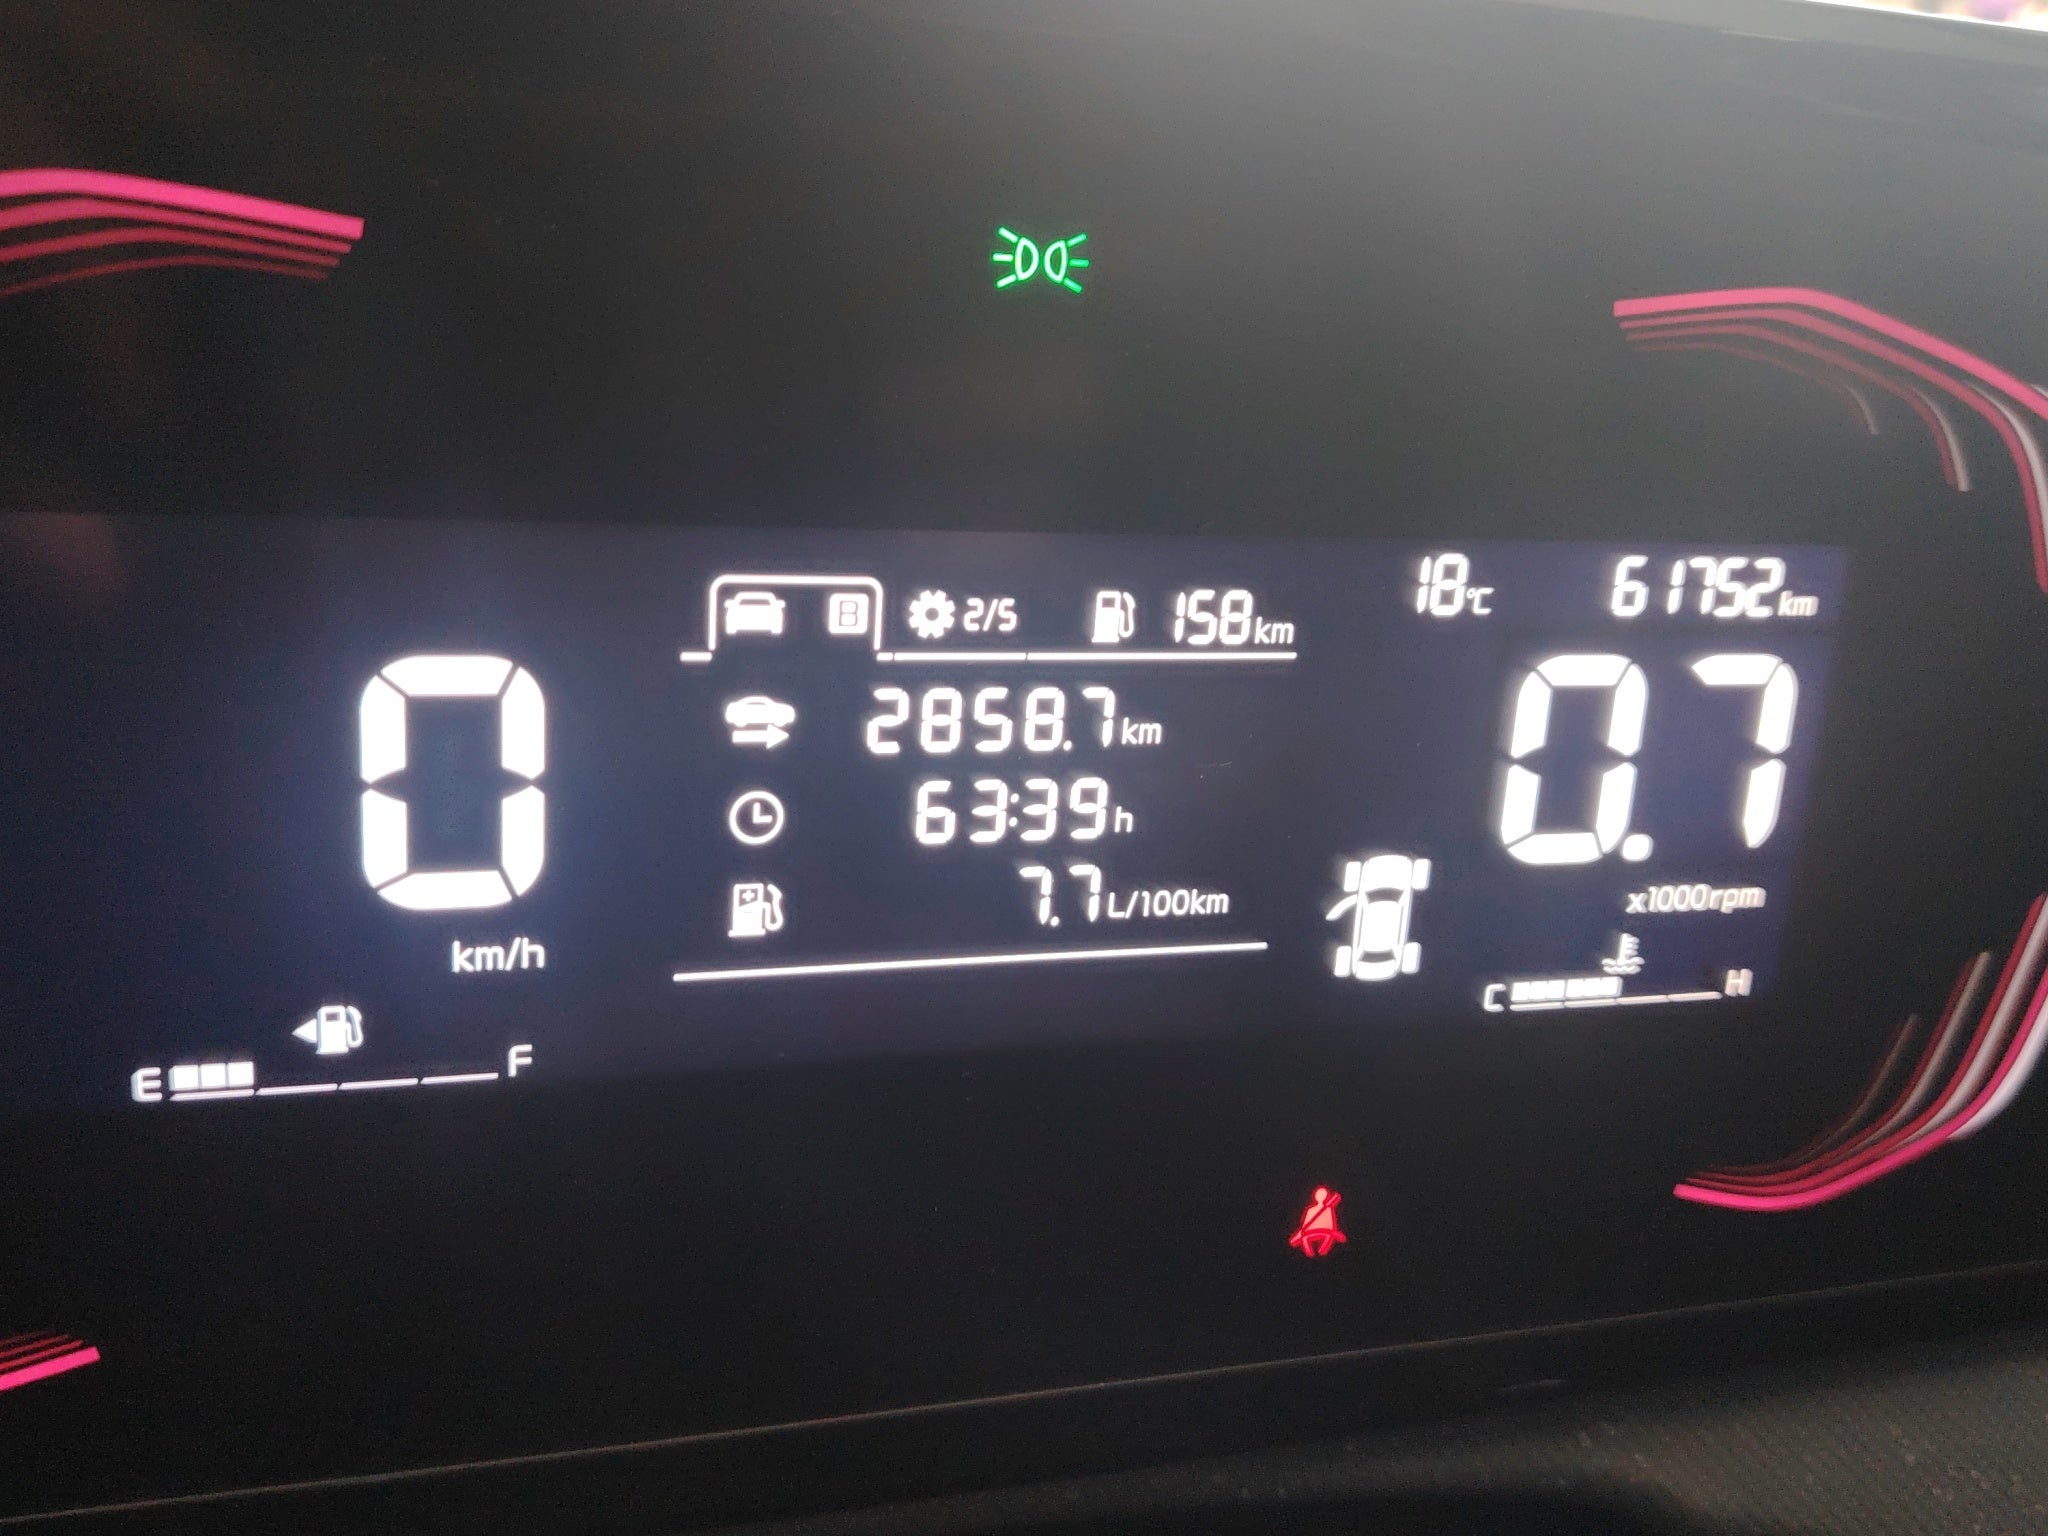 B 2/5 158km
18°C 61752km
0
km/h
2858.7km
63:39h
7.7L/100km
0.7
x1000rpm
C H
E F